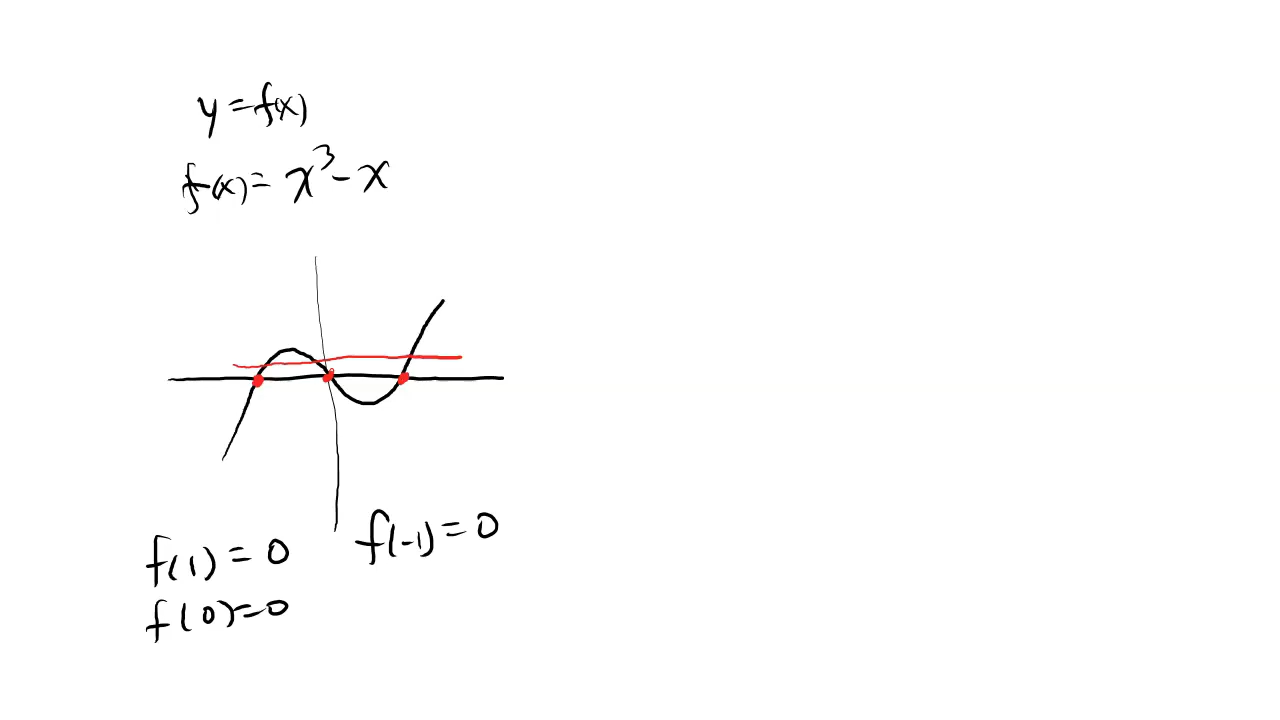 y = f(x)
f(x) = x³ - x
f(1) = 0
f(-1) = 0
f(0) = 0